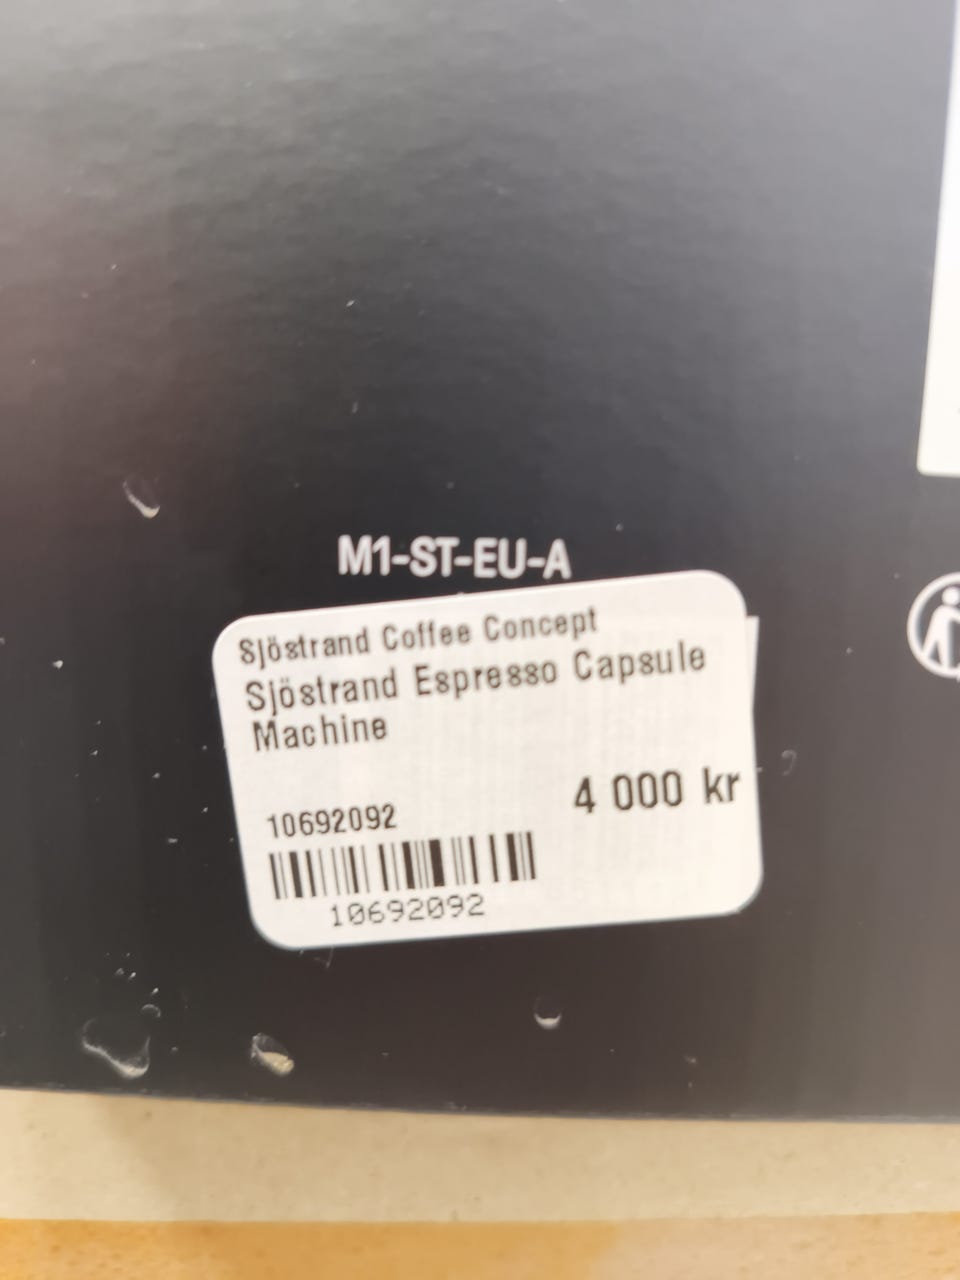 M1-ST-EU-A
Sjöstrand Coffee Concept
Sjöstrand Espresso Capsule
Machine
4 000 kr
10692092
10692092